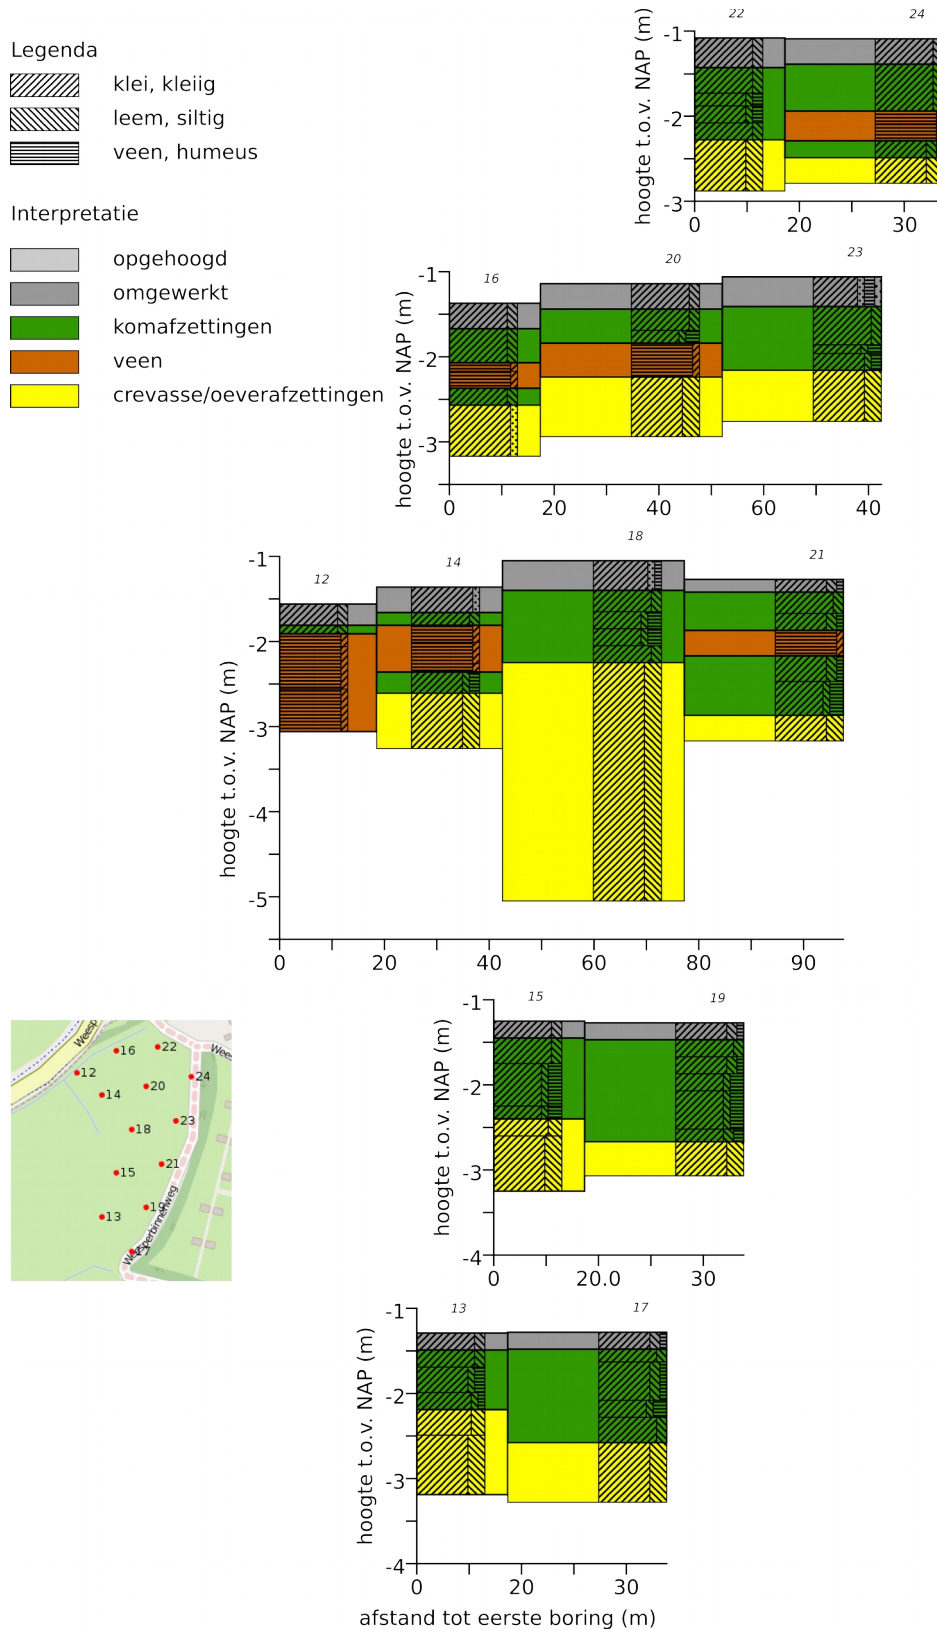 Legenda
klei, kleiig
leem, siltig
veen, humeus
Interpretatie
opgehoogd
omgewerkt
komafzettingen
veen
crevasse/oeverafzettingen
22 24
hoogte t.o.v. NAP (m)
-1
-2
-3
0 20 30
16 20 23
hoogte t.o.v. NAP (m)
-1
-2
-3
0 20 40 60 40
12 14 18 21
hoogte t.o.v. NAP (m)
-1
-2
-3
-4
-5
0 20 40 60 80 90
15 19
hoogte t.o.v. NAP (m)
-1
-2
-3
-4
0 20.0 30
Weesp
Wee
16 22
12 24
14 20
18 23
15 21
13
Weesperbinnenweg
13 17
hoogte t.o.v. NAP (m)
-1
-2
-3
-4
0 20 30
afstand tot eerste boring (m)